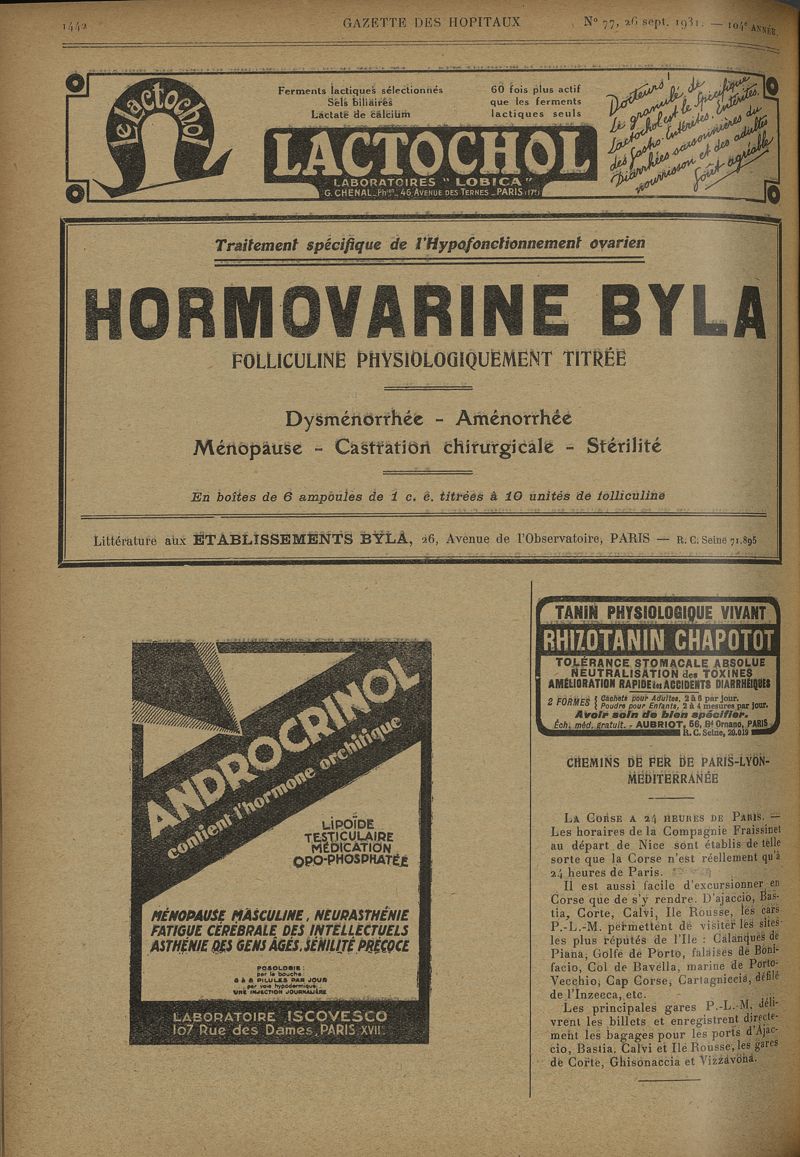 1442
GAZETTE DES HOPITAUX
N° 77, 26 sept. 1931. — 104e ANNÉE.
le Lactochol
Ferments lactiques sélectionnés
Sels biliaires
Lactate de calcium
60 fois plus actif
que les ferments
lactiques seuls
LACTOCHOL
LABORATOIRES "LOBICA"
G. CHENAL_Phien_46 AVENUE DES TERNES_PARIS (17e)
Docteurs!
Le granulé de
Lactochol est le Spécifique
des Gastro Entérites, Entérites,
Diarrhées saisonnières du
nourrisson et des adultes
Goût agréable
Traitement spécifique de l'Hypofonctionnement ovarien
HORMOVARINE BYLA
FOLLICULINE PHYSIOLOGIQUEMENT TITRÉE
Dysménorrhée - Aménorrhée
Ménopause - Castration chirurgicale - Stérilité
En boîtes de 6 ampoules de 1 c. c. titrées à 10 unités de folliculine
Littérature aux ÉTABLISSEMENTS BYLA, 26, Avenue de l'Observatoire, PARIS — R. C. Seine 71.895
ANDROCRINOL
contient l'hormone orchitique
LIPOÏDE
TESTICULAIRE
MÉDICATION
OPO-PHOSPHATÉE
MÉNOPAUSE MASCULINE, NEURASTHÉNIE
FATIGUE CÉRÉBRALE DES INTELLECTUELS
ASTHÉNIE DES GENS ÂGÉS, SÉNILITÉ PRÉCOCE
POSOLOGIE:
par la bouche:
6 à 8 PILULES PAR JOUR
par voie hypodermique:
UNE INJECTION JOURNALIÈRE
LABORATOIRE ISCOVESCO
107 Rue des Dames, PARIS XVIIe
TANIN PHYSIOLOGIQUE VIVANT
RHIZOTANIN CHAPOTOT
TOLÉRANCE STOMACALE ABSOLUE
NEUTRALISATION des TOXINES
AMÉLIORATION RAPIDE des ACCIDENTS DIARRHÉIQUES
2 FORMES { Cachets pour Adultes, 2 à 6 par jour.
{ Poudre pour Enfants, 2 à 4 mesures par jour.
Avoir soin de bien spécifier.
Éch. méd. gratuit. - AUBRIOT, 56, Bd Ornano, PARIS
R. C. Seine, 20.019
CHEMINS DE FER DE PARIS-LYON-
MÉDITERRANÉE
LA CORSE A 24 HEURES DE PARIS. —
Les horaires de la Compagnie Fraissinet
au départ de Nice sont établis de telle
sorte que la Corse n'est réellement qu'à
24 heures de Paris.
Il est aussi facile d'excursionner en
Corse que de s'y rendre. D'ajaccio, Bas-
tia, Corte, Calvi, Ile Rousse, les cars
P.-L.-M. permettent de visiter les sites
les plus réputés de l'Ile : Calanques de
Piana, Golfe de Porto, falaises de Boni-
facio, Col de Bavella, marine de Porto-
Vecchio, Cap Corse, Cartagniccia, défilé
de l'Inzecca, etc.
Les principales gares P.-L.-M. déli-
vrent les billets et enregistrent directe-
ment les bagages pour les ports d'Ajac-
cio, Bastia, Calvi et Ile Rousse, les gares
de Corte, Ghisonaccia et Vizzavona.